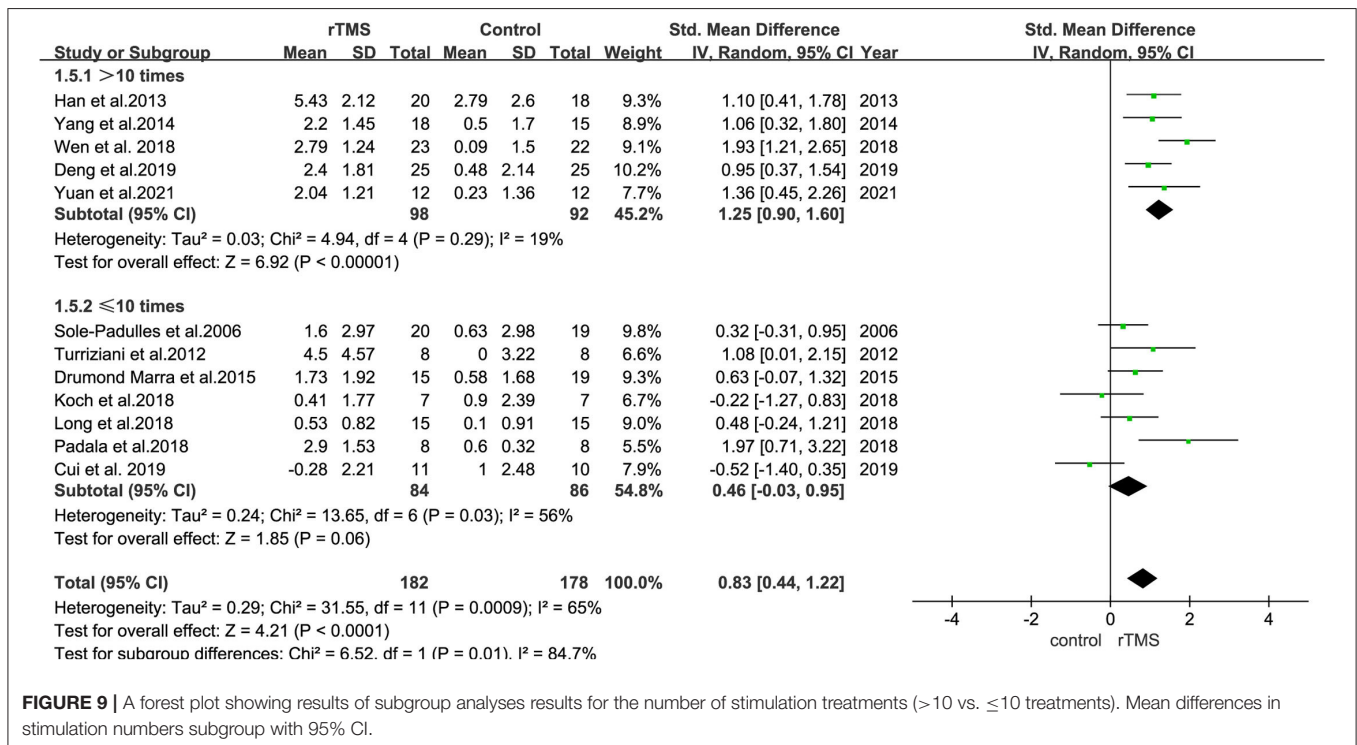 rTMS Control Std. Mean Difference Std. Mean Difference
Study or Subgroup Mean SD Total Mean SD Total Weight IV, Random, 95% CI Year IV, Random, 95% CI
1.5.1 >10 times
Han et al.2013 5.43 2.12 20 2.79 2.6 18 9.3% 1.10 [0.41, 1.78] 2013
Yang et al.2014 2.2 1.45 18 0.5 1.7 15 8.9% 1.06 [0.32, 1.80] 2014
Wen et al. 2018 2.79 1.24 23 0.09 1.5 22 9.1% 1.93 [1.21, 2.65] 2018
Deng et al.2019 2.4 1.81 25 0.48 2.14 25 10.2% 0.95 [0.37, 1.54] 2019
Yuan et al.2021 2.04 1.21 12 0.23 1.36 12 7.7% 1.36 [0.45, 2.26] 2021
Subtotal (95% CI) 98 92 45.2% 1.25 [0.90, 1.60]
Heterogeneity: Tau² = 0.03; Chi² = 4.94, df = 4 (P = 0.29); I² = 19%
Test for overall effect: Z = 6.92 (P < 0.00001)
1.5.2 ≤10 times
Sole-Padulles et al.2006 1.6 2.97 20 0.63 2.98 19 9.8% 0.32 [-0.31, 0.95] 2006
Turriziani et al.2012 4.5 4.57 8 0 3.22 8 6.6% 1.08 [0.01, 2.15] 2012
Drumond Marra et al.2015 1.73 1.92 15 0.58 1.68 19 9.3% 0.63 [-0.07, 1.32] 2015
Koch et al.2018 0.41 1.77 7 0.9 2.39 7 6.7% -0.22 [-1.27, 0.83] 2018
Long et al.2018 0.53 0.82 15 0.1 0.91 15 9.0% 0.48 [-0.24, 1.21] 2018
Padala et al.2018 2.9 1.53 8 0.6 0.32 8 5.5% 1.97 [0.71, 3.22] 2018
Cui et al. 2019 -0.28 2.21 11 1 2.48 10 7.9% -0.52 [-1.40, 0.35] 2019
Subtotal (95% CI) 84 86 54.8% 0.46 [-0.03, 0.95]
Heterogeneity: Tau² = 0.24; Chi² = 13.65, df = 6 (P = 0.03); I² = 56%
Test for overall effect: Z = 1.85 (P = 0.06)
Total (95% CI) 182 178 100.0% 0.83 [0.44, 1.22]
Heterogeneity: Tau² = 0.29; Chi² = 31.55, df = 11 (P = 0.0009); I² = 65%
Test for overall effect: Z = 4.21 (P < 0.0001)
Test for subgroup differences: Chi² = 6.52, df = 1 (P = 0.01), I² = 84.7%
-4 -2 0 2 4
control rTMS
FIGURE 9 | A forest plot showing results of subgroup analyses results for the number of stimulation treatments (>10 vs. ≤10 treatments). Mean differences in
stimulation numbers subgroup with 95% CI.